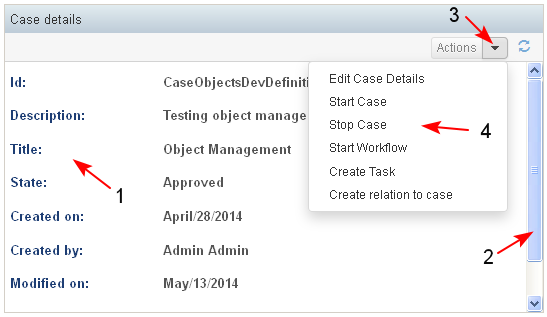 Case details
3
Actions
Id: CaseObjectsDevDefiniti
Edit Case Details
Start Case
Description: Testing object manage
Stop Case
4
Title: Object Management
Start Workflow
1
Create Task
State: Approved
Create relation to case
Created on: April/28/2014
Created by: Admin Admin
2
Modified on: May/13/2014